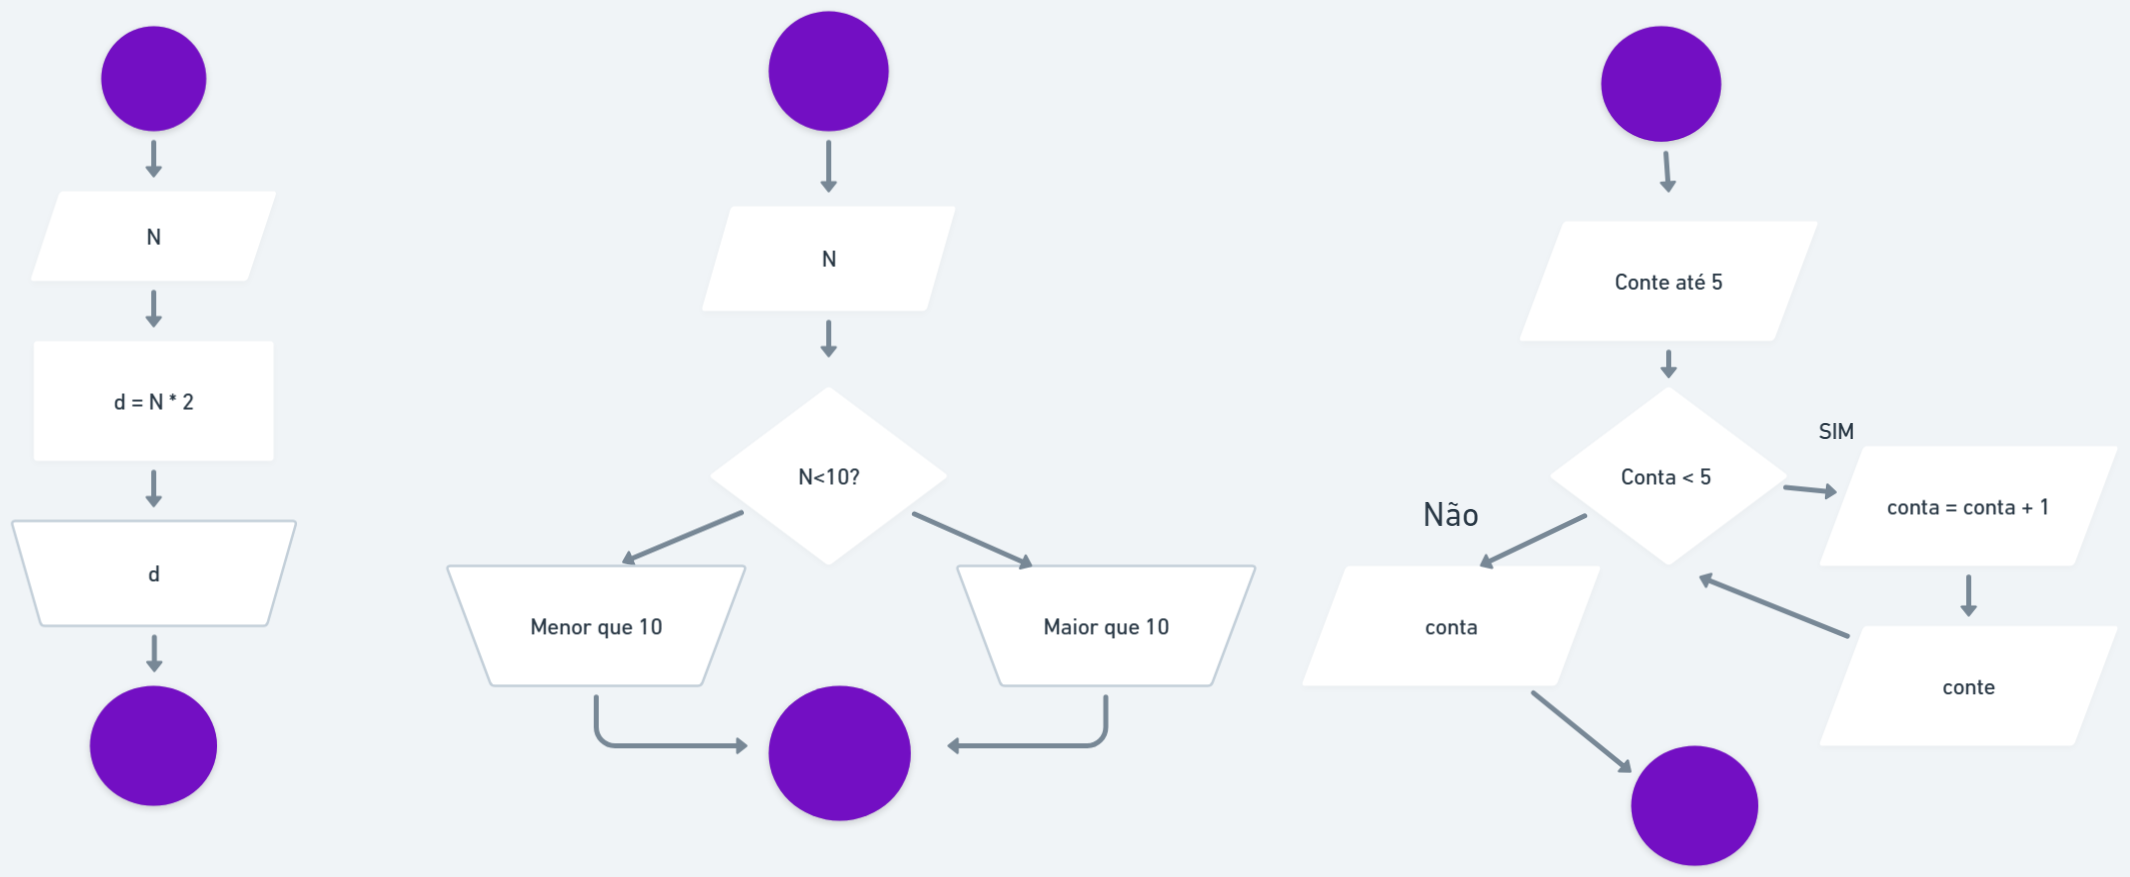 N
d = N * 2
d
N
N<10?
Menor que 10
Maior que 10
Conte até 5
Conta < 5
SIM
conta = conta + 1
Não
conta
conte